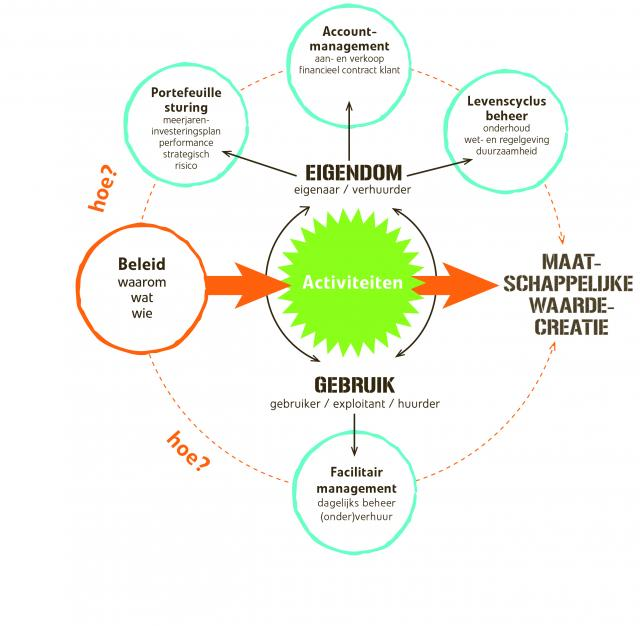 Account-
management
aan- en verkoop
financieel contract klant
Portefeuille
sturing
meerjaren-
investeringsplan
performance
strategisch
risico
Levenscyclus
beheer
onderhoud
wet- en regelgeving
duurzaamheid
EIGENDOM
eigenaar / verhuurder
hoe?
Beleid
waarom
wat
wie
Activiteiten
MAAT-
SCHAPPELIJKE
WAARDE-
CREATIE
GEBRUIK
gebruiker / exploitant / huurder
hoe?
Facilitair
management
dagelijks beheer
(onder)verhuur